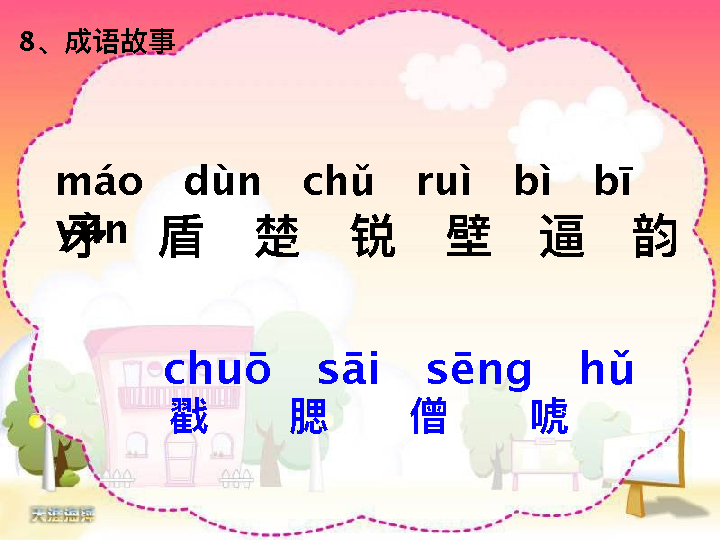 8、成语故事
máo dùn chǔ ruì bì bī
yùn
矛 盾 楚 锐 壁 逼 韵
chuō sāi sēng hǔ
戳 腮 僧 唬
天涯海洋